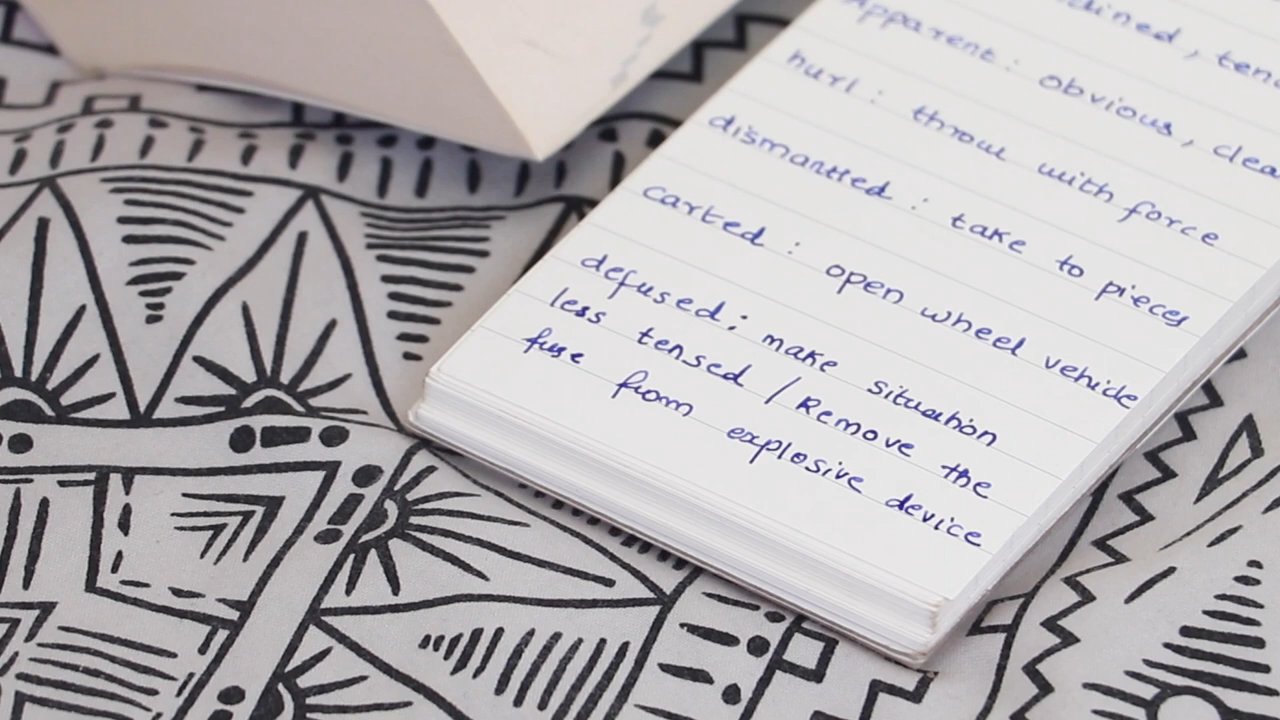 Apparent : obvious, clea
hurl : throw with force
dismantled : take to pieces
carted : open wheel vehicle
defused : make situation
less tensed / Remove the
fuse from explosive device